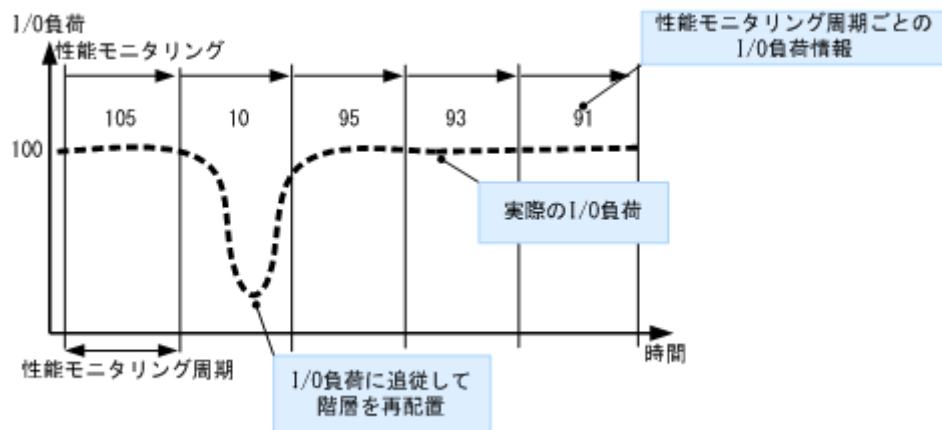 I/O負荷
性能モニタリング
性能モニタリング周期ごとの
I/O負荷情報
105
10
95
93
91
100
実際のI/O負荷
時間
性能モニタリング周期
I/O負荷に追従して
階層を再配置